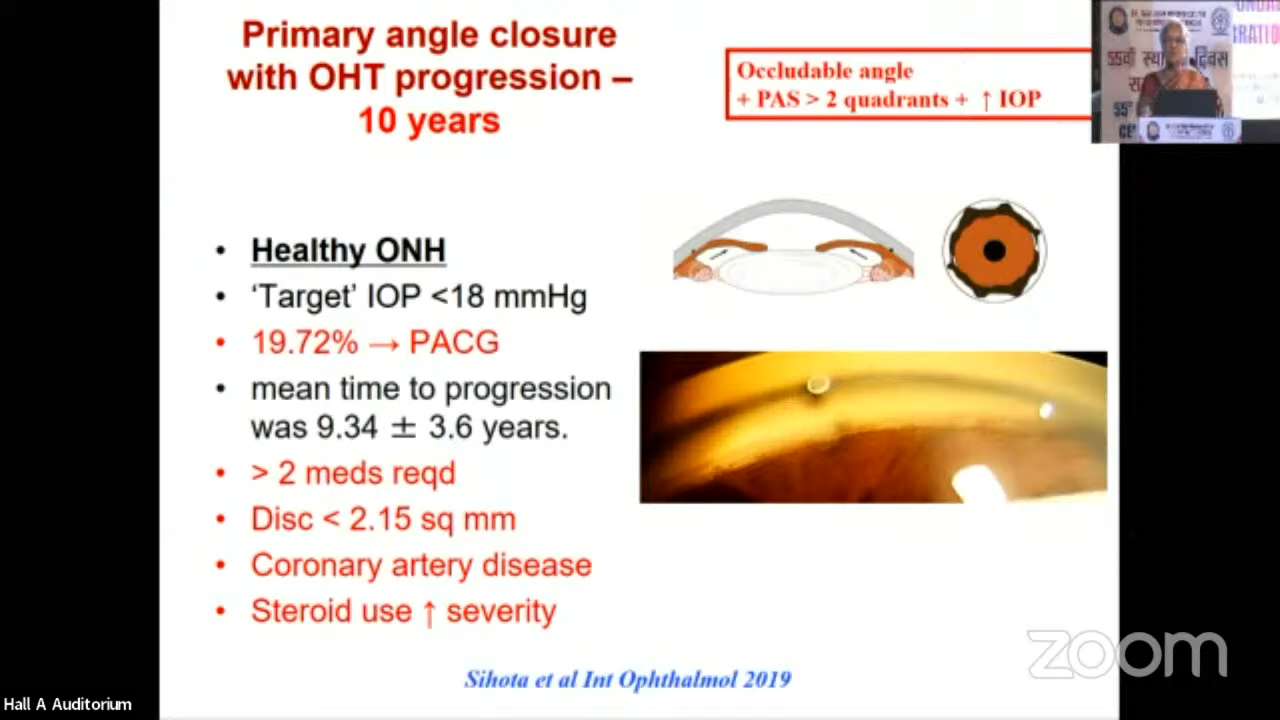 Primary angle closure
with OHT progression –
10 years
Occludable angle
+ PAS > 2 quadrants + ↑ IOP
• Healthy ONH
• ‘Target’ IOP <18 mmHg
• 19.72% → PACG
• mean time to progression
was 9.34 ± 3.6 years.
• > 2 meds reqd
• Disc < 2.15 sq mm
• Coronary artery disease
• Steroid use ↑ severity
Sihota et al Int Ophthalmol 2019
zoom
Hall A Auditorium
55वाँ
55